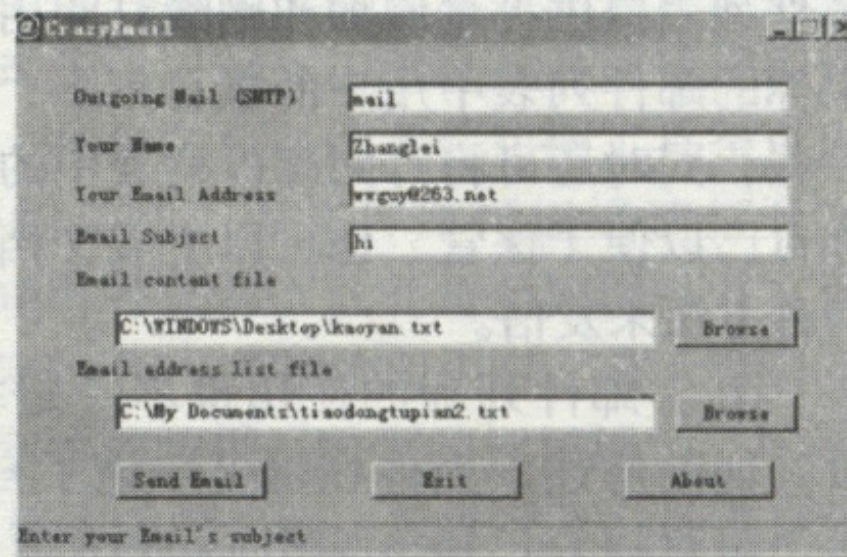 CrazyEmail
Outgoing Mail (SMTP) mail
Your Name Zhanglei
Your Email Address wvguy@263.net
Email Subject hi
Email content file
C:\WINDOWS\Desktop\kaoyan.txt Browse
Email address list file
C:\My Documents\tiaodongtupian2.txt Browse
Send Email Exit About
Enter your Email's subject